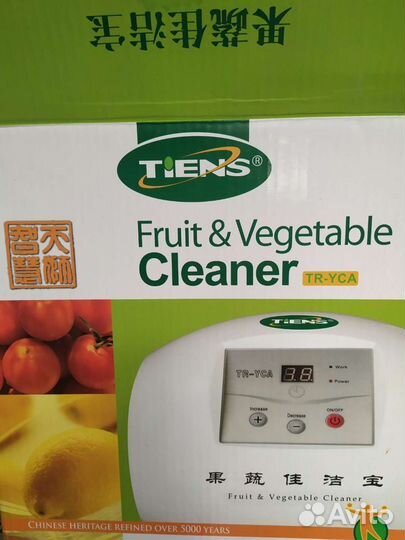 果蔬佳洁宝
TIENS®
天狮
智慧
Fruit & Vegetable
Cleaner TR-YCA
TIENS
TR-YCA
38
Work
Power
Increase
Decrease
ON/OFF
果蔬佳洁宝
Fruit & Vegetable Cleaner
CHINESE HERITAGE REFINED OVER 5000 YEARS
Avito